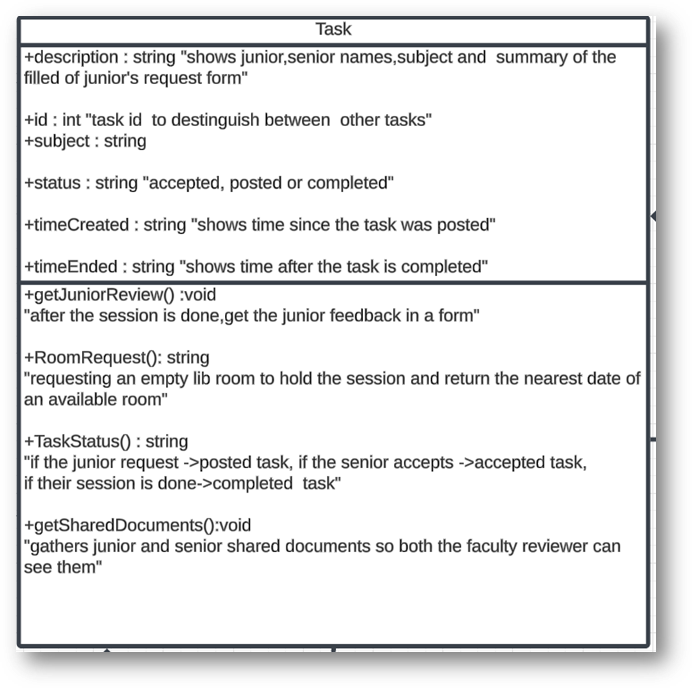 Task
+description : string "shows junior,senior names,subject and  summary of the
filled of junior's request form"
+id : int "task id  to destinguish between  other tasks"
+subject : string
+status : string "accepted, posted or completed"
+timeCreated : string "shows time since the task was posted"
+timeEnded : string "shows time after the task is completed"
+getJuniorReview() :void
"after the session is done,get the junior feedback in a form"
+RoomRequest(): string
"requesting an empty lib room to hold the session and return the nearest date of
an available room"
+TaskStatus() : string
"if the junior request ->posted task, if the senior accepts ->accepted task,
if their session is done->completed  task"
+getSharedDocuments():void
"gathers junior and senior shared documents so both the faculty reviewer can
see them"